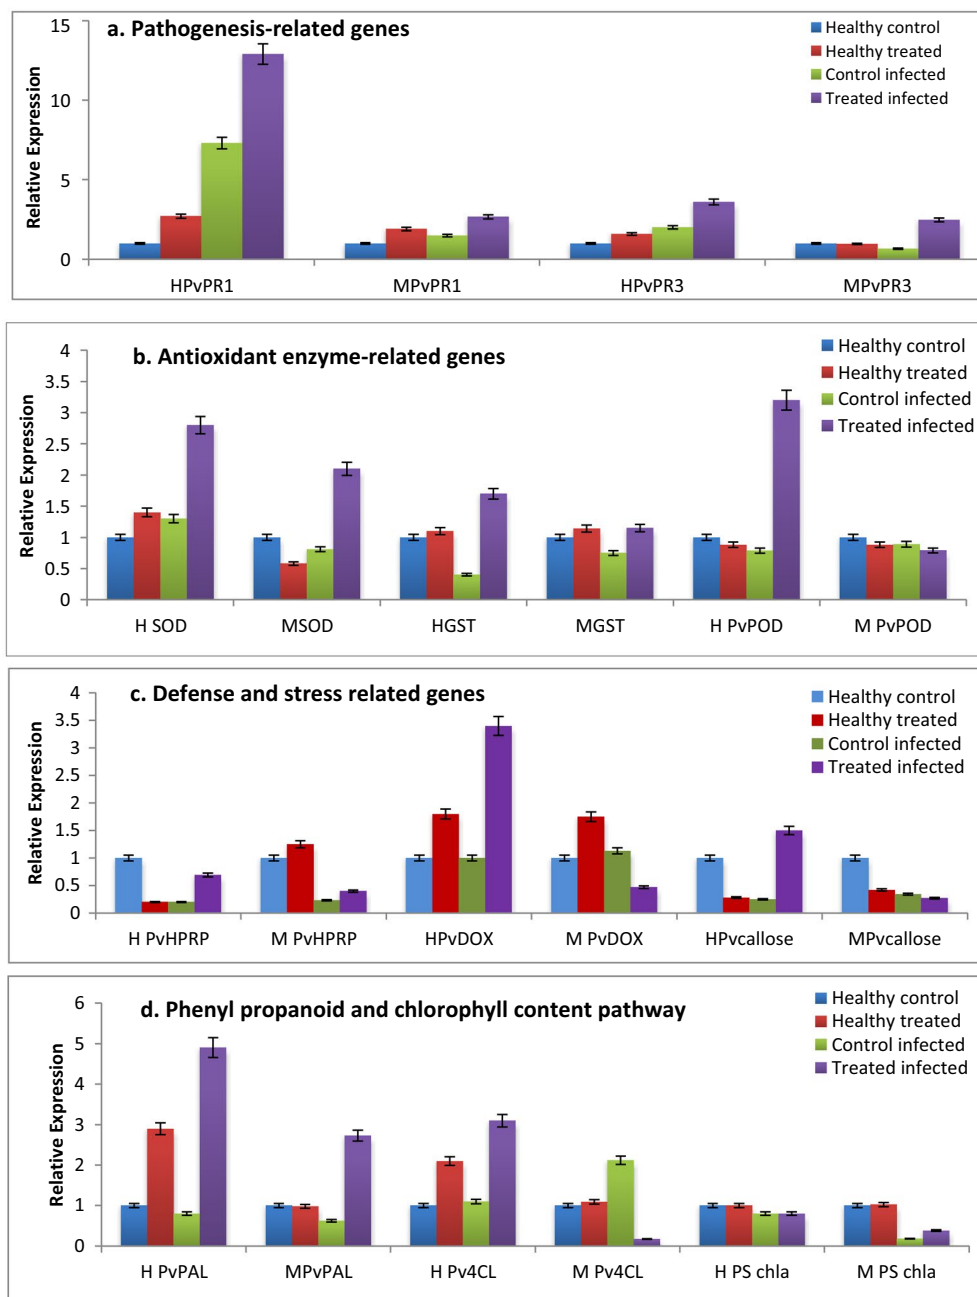 a. Pathogenesis-related genes
Healthy control
Healthy treated
Control infected
Treated infected
Relative Expression
15
10
5
0
HPvPR1 MPvPR1 HPvPR3 MPvPR3
b. Antioxidant enzyme-related genes
Healthy control
Healthy treated
Control infected
Treated infected
Relative Expression
4
3.5
3
2.5
2
1.5
1
0.5
0
H SOD MSOD HGST MGST H PvPOD M PvPOD
c. Defense and stress related genes
Healthy control
Healthy treated
Control infected
Treated infected
Relative Expression
4
3.5
3
2.5
2
1.5
1
0.5
0
H PvHPRP M PvHPRP HPvDOX M PvDOX HPvcallose MPvcallose
d. Phenyl propanoid and chlorophyll content pathway
Healthy control
Healthy treated
Control infected
Treated infected
Relative Expression
6
5
4
3
2
1
0
H PvPAL MPvPAL H Pv4CL M Pv4CL H PS chla M PS chla